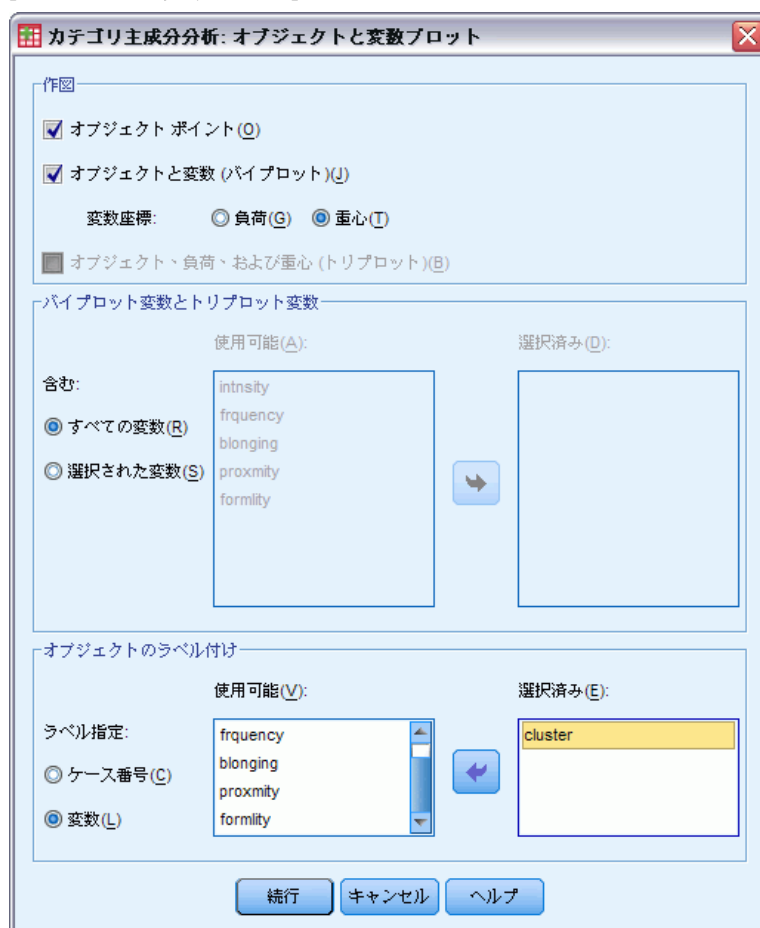 カテゴリ主成分分析: オブジェクトと変数プロット
作図
オブジェクト ポイント(O)
オブジェクトと変数 (バイプロット)(J)
変数座標: 負荷(G) 重心(T)
オブジェクト、負荷、および重心 (トリプロット)(B)
バイプロット変数とトリプロット変数
使用可能(A): 選択済み(D):
含む:
すべての変数(R)
選択された変数(S)
intnsity
frquency
blonging
proxmity
formlity
オブジェクトのラベル付け
使用可能(V): 選択済み(E):
ラベル指定:
ケース番号(C)
変数(L)
frquency
blonging
proxmity
formlity
cluster
続行 キャンセル ヘルプ